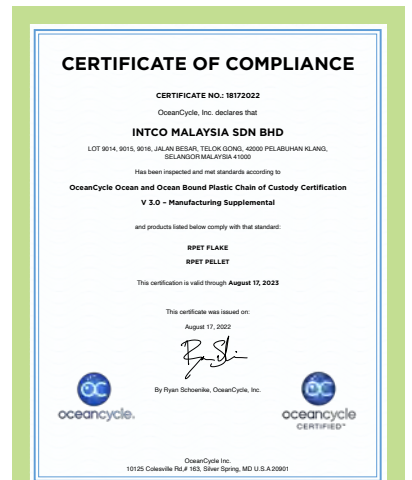 CERTIFICATE OF COMPLIANCE
CERTIFICATE NO.: 18172022
OceanCycle, Inc. declares that
INTCO MALAYSIA SDN BHD
LOT 9014, 9015, 9016, JALAN BESAR, TELOK GONG, 42000 PELABUHAN KLANG,
SELANGOR MALAYSIA 41000
Has been inspected and met standards according to
OceanCycle Ocean and Ocean Bound Plastic Chain of Custody Certification
V 3.0 – Manufacturing Supplemental
and products listed below comply with that standard:
RPET FLAKE
RPET PELLET
This certification is valid through August 17, 2023
This certificate was issued on:
August 17, 2022
By Ryan Schoenike, OceanCycle, Inc.
OC
oceancycle.
OC
oceancycle
CERTIFIED™
OceanCycle Inc.
10125 Colesville Rd,# 163, Silver Spring, MD U.S.A 20901